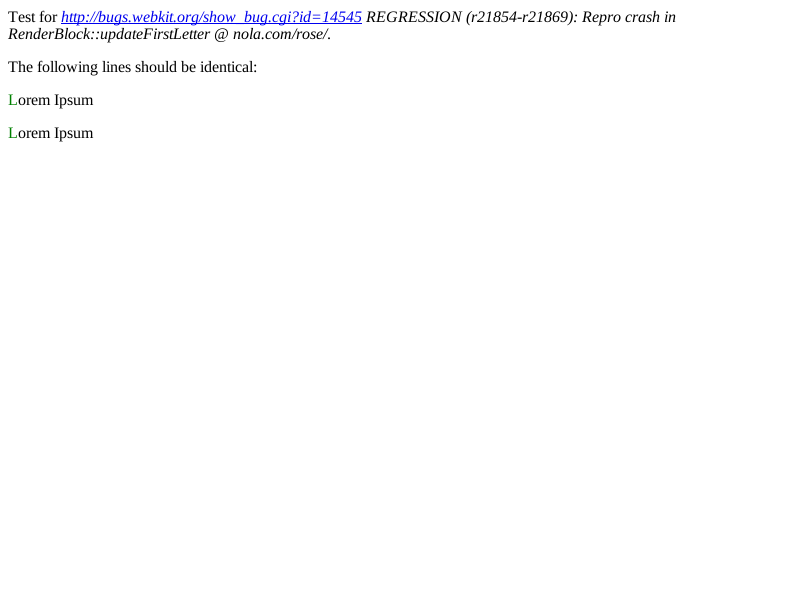 Test for http://bugs.webkit.org/show_bug.cgi?id=14545 REGRESSION (r21854-r21869): Repro crash in
RenderBlock::updateFirstLetter @ nola.com/rose/.
The following lines should be identical:
Lorem Ipsum
Lorem Ipsum